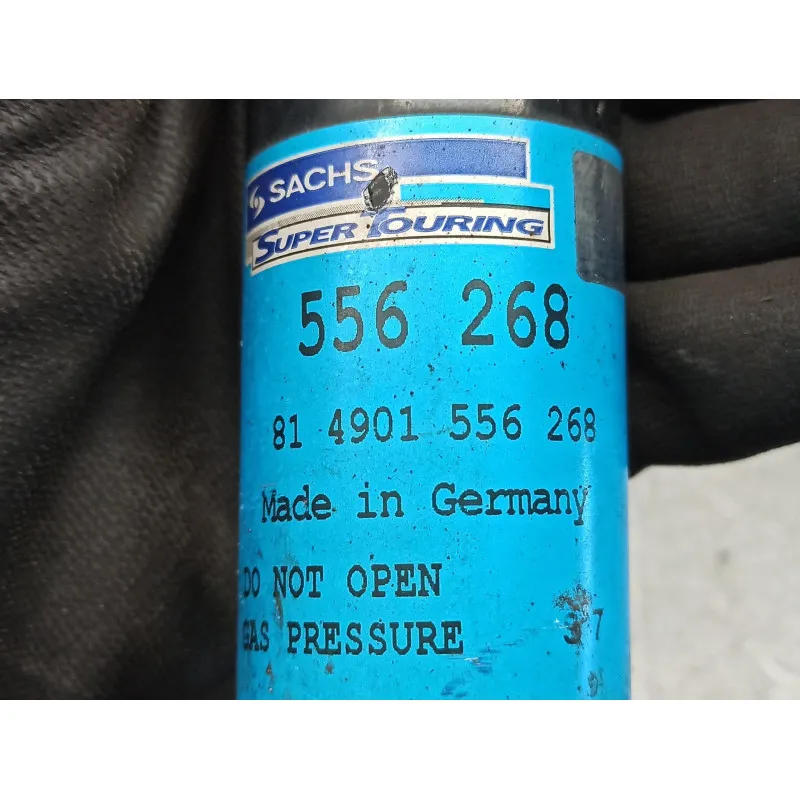 SACHS
SUPER TOURING
556 268
81 4901 556 268
Made in Germany
DO NOT OPEN
GAS PRESSURE